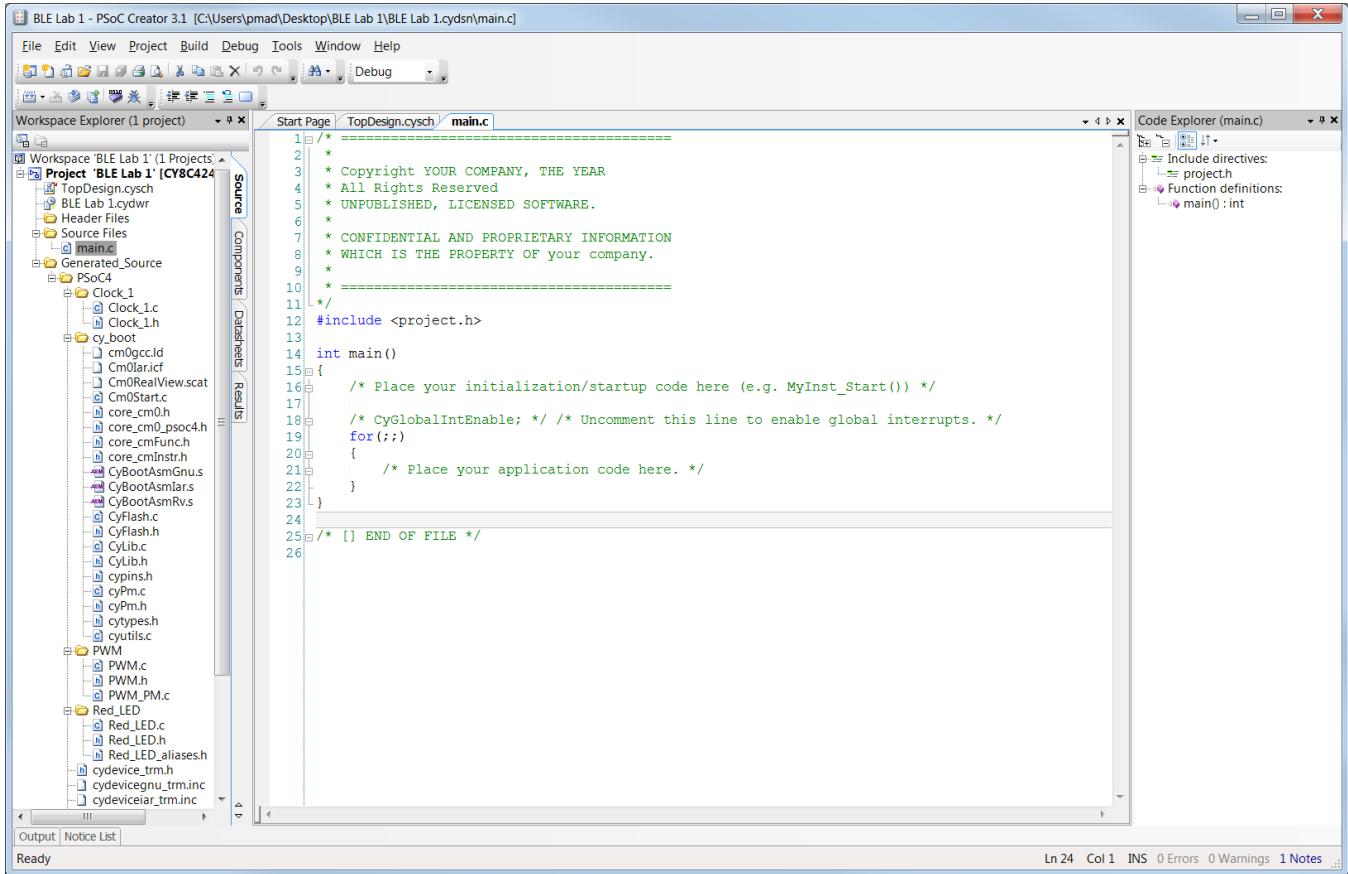 BLE Lab 1 - PSoC Creator 3.1 [C:\Users\pmad\Desktop\BLE Lab 1\BLE Lab 1.cydsn\main.c]
File Edit View Project Build Debug Tools Window Help
Debug
Workspace Explorer (1 project)
Workspace 'BLE Lab 1' (1 Projects)
Project 'BLE Lab 1' [CY8C424
TopDesign.cysch
BLE Lab 1.cydwr
Header Files
Source Files
main.c
Generated_Source
PSoC4
Clock_1
Clock_1.c
Clock_1.h
cy_boot
cm0gcc.ld
Cm0Iar.icf
Cm0RealView.scat
Cm0Start.c
core_cm0.h
core_cm0_psoc4.h
core_cmFunc.h
core_cmInstr.h
CyBootAsmGnu.s
CyBootAsmIar.s
CyBootAsmRv.s
CyFlash.c
CyFlash.h
CyLib.c
CyLib.h
cypins.h
cyPm.c
cyPm.h
cytypes.h
cyutils.c
PWM
PWM.c
PWM.h
PWM_PM.c
Red_LED
Red_LED.c
Red_LED.h
Red_LED_aliases.h
cydevice_trm.h
cydevicegnu_trm.inc
cydeviceiar_trm.inc
Source
Components
Datasheets
Results
Start Page TopDesign.cysch main.c
1 /* ========================================
2 *
3 * Copyright YOUR COMPANY, THE YEAR
4 * All Rights Reserved
5 * UNPUBLISHED, LICENSED SOFTWARE.
6 *
7 * CONFIDENTIAL AND PROPRIETARY INFORMATION
8 * WHICH IS THE PROPERTY OF your company.
9 *
10 * ========================================
11 */
12 #include <project.h>
13
14 int main()
15 {
16 /* Place your initialization/startup code here (e.g. MyInst_Start()) */
17
18 /* CyGlobalIntEnable; */ /* Uncomment this line to enable global interrupts. */
19 for(;;)
20 {
21 /* Place your application code here. */
22 }
23 }
24
25 /* [] END OF FILE */
26
Code Explorer (main.c)
Include directives:
project.h
Function definitions:
main() : int
Output Notice List
Ready
Ln 24 Col 1 INS 0 Errors 0 Warnings 1 Notes